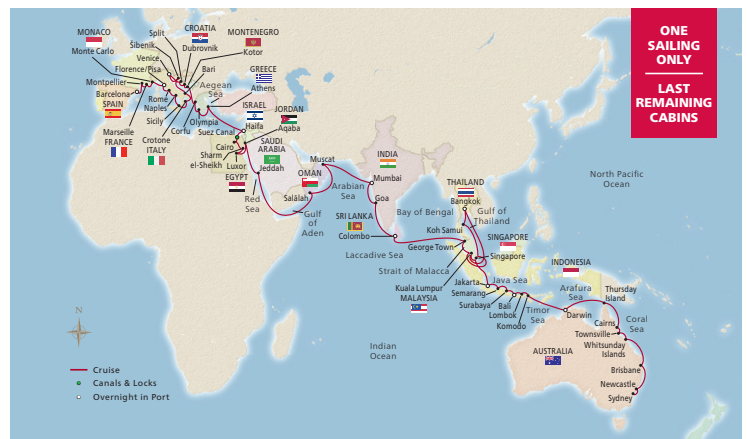 ONE
SAILING
ONLY
LAST
REMAINING
CABINS
MONACO
Monte Carlo
Split
Šibenik
Venice
Florence/Pisa
Montpellier
Barcelona
SPAIN
Marseille
FRANCE
CROATIA
Dubrovnik
MONTENEGRO
Kotor
Bari
Rome
Naples
Sicily
Crotone
ITALY
Corfu
Olympia
Aegean
Sea
GREECE
Athens
ISRAEL
Haifa
JORDAN
Aqaba
Suez Canal
Cairo
Sharm
el-Sheikh
Luxor
EGYPT
SAUDI
ARABIA
Jeddah
Red
Sea
OMAN
Muscat
Salalah
Gulf
of
Aden
Arabian
Sea
INDIA
Mumbai
Goa
SRI LANKA
Colombo
Laccadive Sea
Bay of Bengal
THAILAND
Bangkok
Gulf of
Thailand
Koh Samui
George Town
SINGAPORE
Singapore
Strait of Malacca
Kuala Lumpur
MALAYSIA
INDONESIA
Jakarta
Java Sea
Semarang
Surabaya
Bali
Lombok
Komodo
Timor
Sea
Arafura
Sea
Thursday
Island
Darwin
Coral
Sea
Cairns
Townsville
Whitsunday
Islands
AUSTRALIA
Brisbane
Newcastle
Sydney
North Pacific
Ocean
Indian
Ocean
N
Cruise
Canals & Locks
Overnight in Port